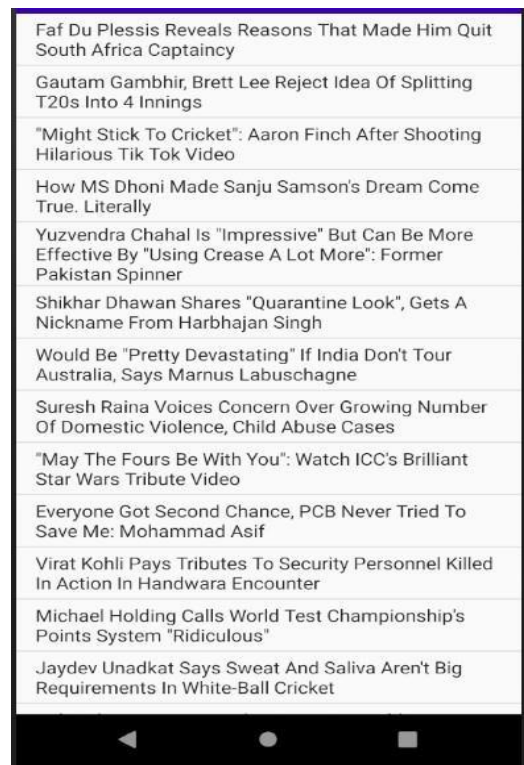 Faf Du Plessis Reveals Reasons That Made Him Quit
South Africa Captaincy
Gautam Gambhir, Brett Lee Reject Idea Of Splitting
T20s Into 4 Innings
"Might Stick To Cricket": Aaron Finch After Shooting
Hilarious Tik Tok Video
How MS Dhoni Made Sanju Samson's Dream Come
True. Literally
Yuzvendra Chahal Is "Impressive" But Can Be More
Effective By "Using Crease A Lot More": Former
Pakistan Spinner
Shikhar Dhawan Shares "Quarantine Look", Gets A
Nickname From Harbhajan Singh
Would Be "Pretty Devastating" If India Don't Tour
Australia, Says Marnus Labuschagne
Suresh Raina Voices Concern Over Growing Number
Of Domestic Violence, Child Abuse Cases
"May The Fours Be With You": Watch ICC's Brilliant
Star Wars Tribute Video
Everyone Got Second Chance, PCB Never Tried To
Save Me: Mohammad Asif
Virat Kohli Pays Tributes To Security Personnel Killed
In Action In Handwara Encounter
Michael Holding Calls World Test Championship's
Points System "Ridiculous"
Jaydev Unadkat Says Sweat And Saliva Aren't Big
Requirements In White-Ball Cricket